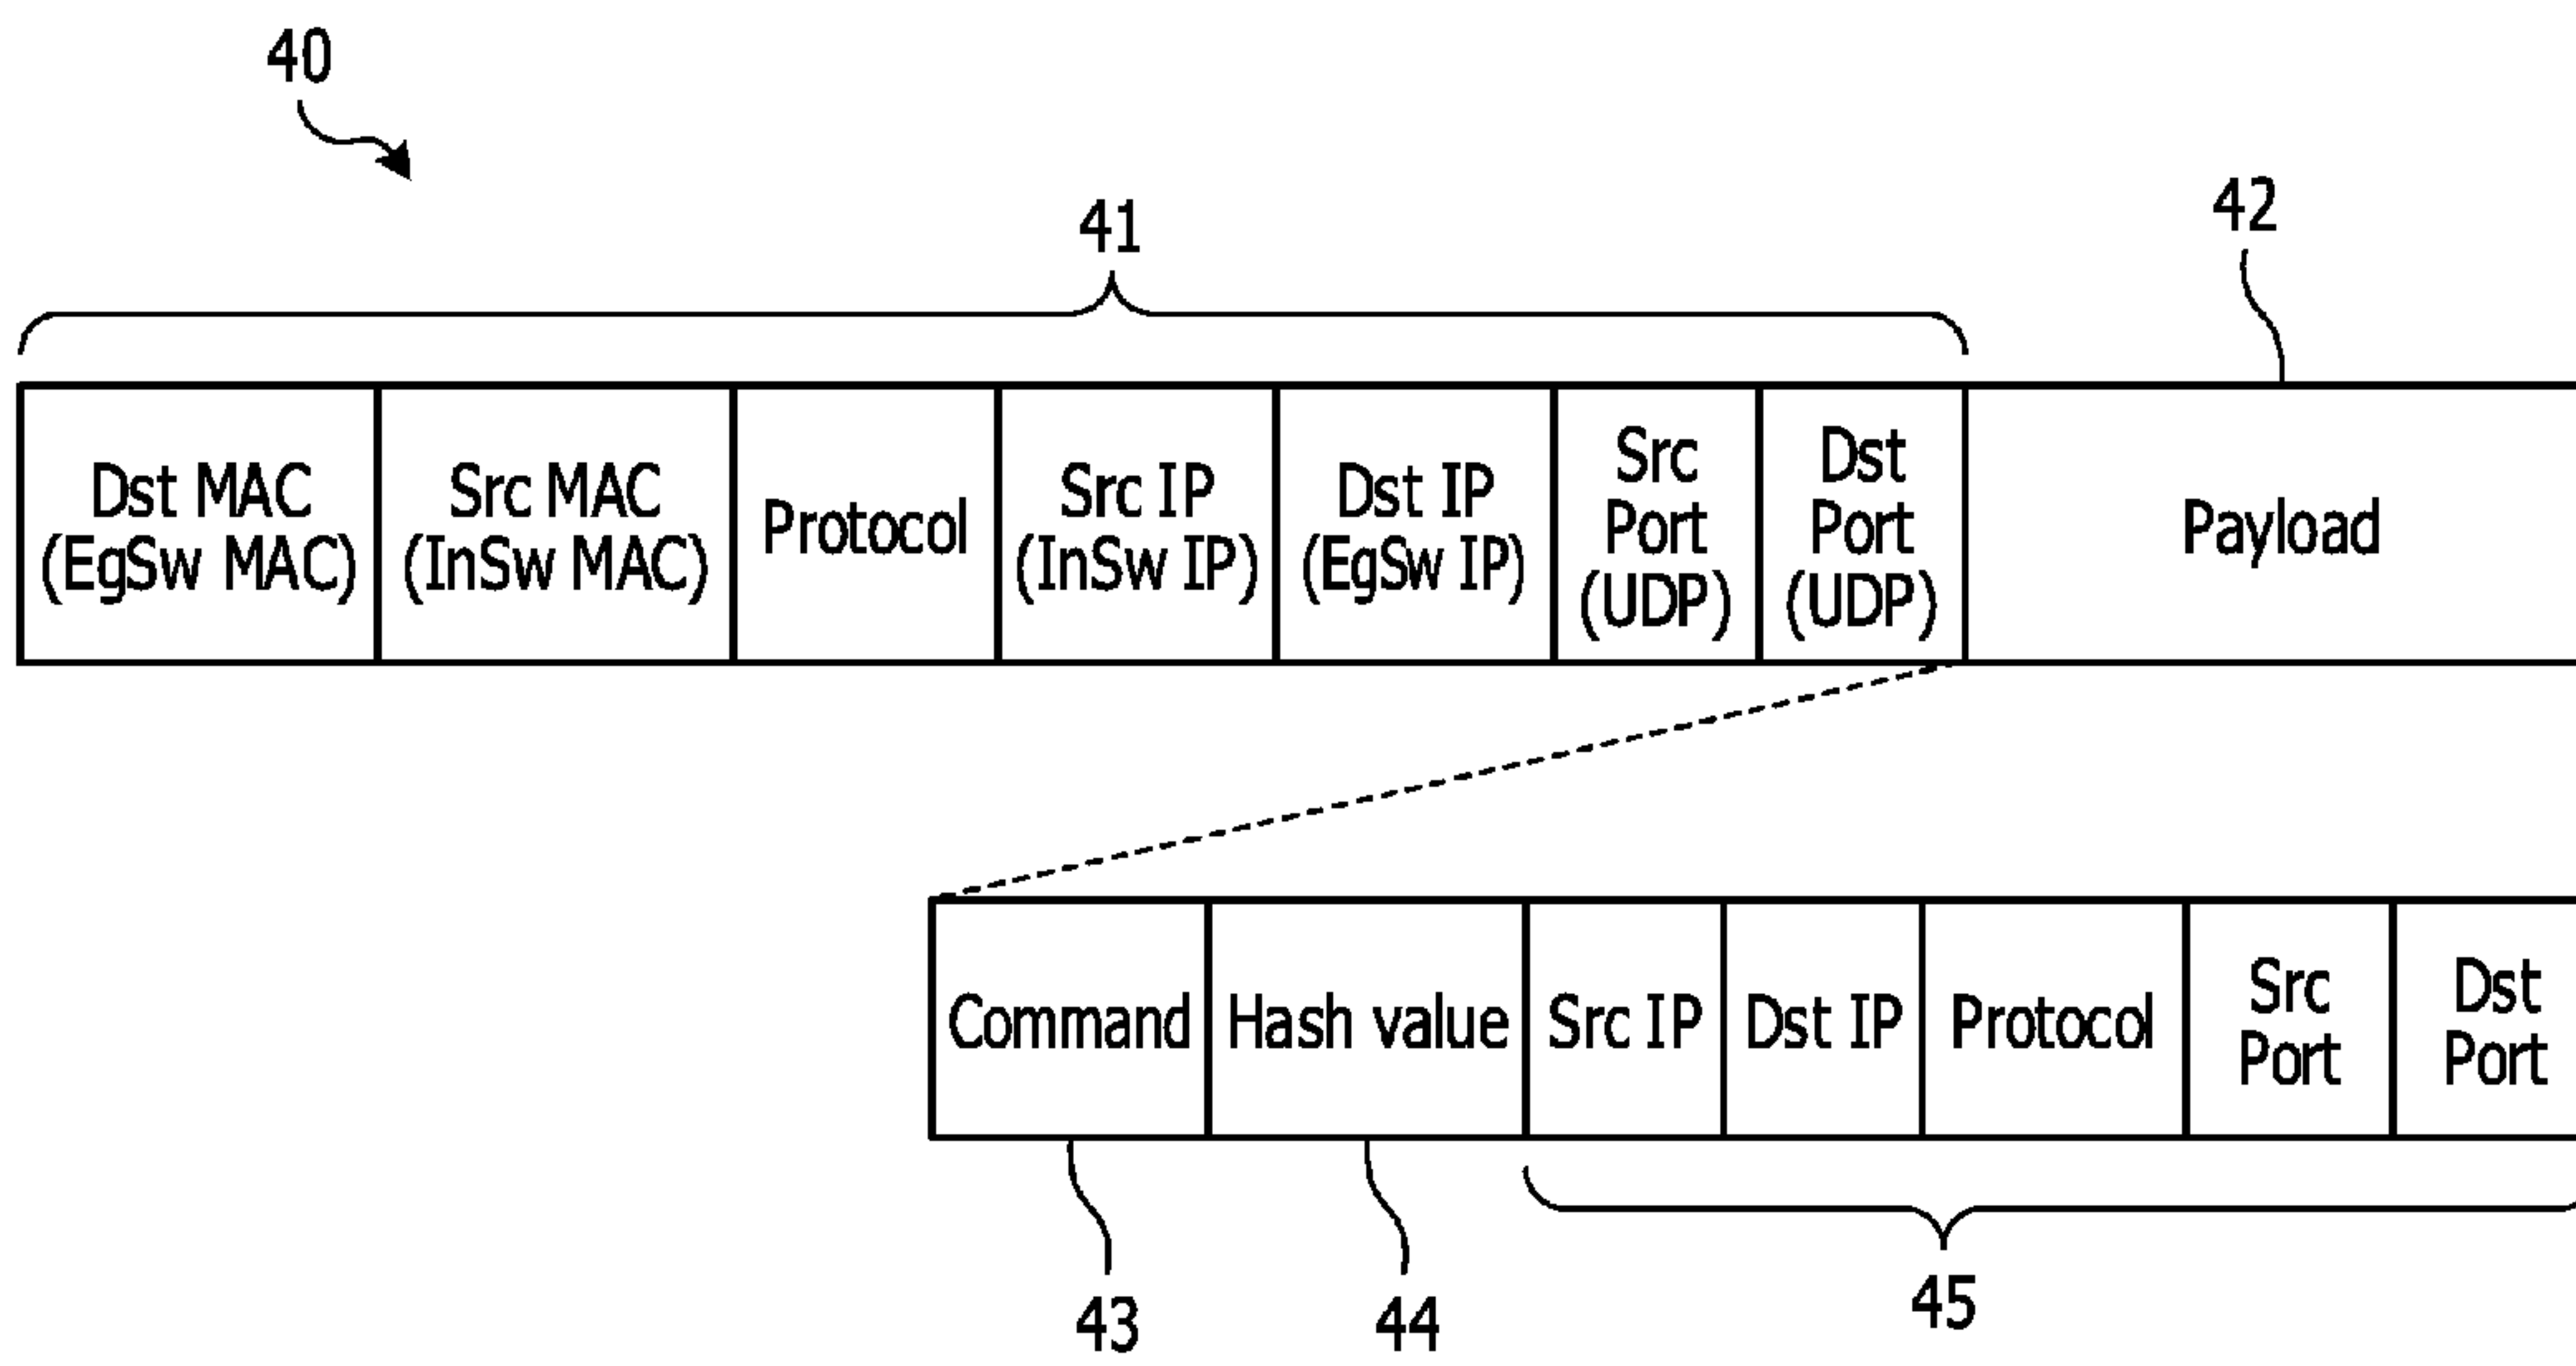 40
41
42
Dst MAC
(EgSw MAC)
Src MAC
(InSw MAC)
Protocol
Src IP
(InSw IP)
Dst IP
(EgSw IP)
Src
Port
(UDP)
Dst
Port
(UDP)
Payload
Command
Hash value
Src IP
Dst IP
Protocol
Src
Port
Dst
Port
43
44
45